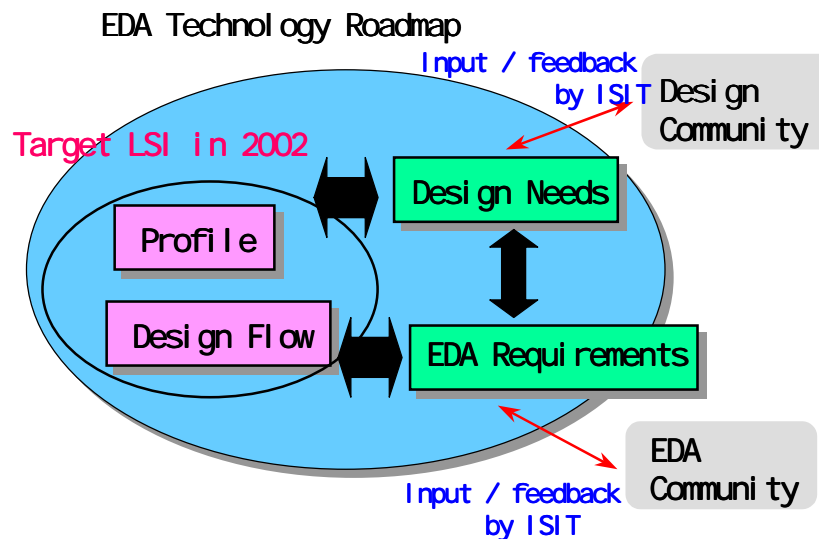 EDA Technology Roadmap
Input / feedback
by ISIT
Design
Community
Target LSI in 2002
Design Needs
Profile
Design Flow
EDA Requirements
EDA
Community
Input / feedback
by ISIT